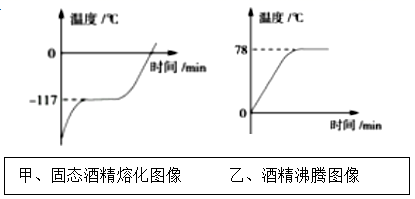 温度 /℃
0
时间 /min
-117
温度 /℃
78
0
时间 /min
甲、固态酒精熔化图像 乙、酒精沸腾图像